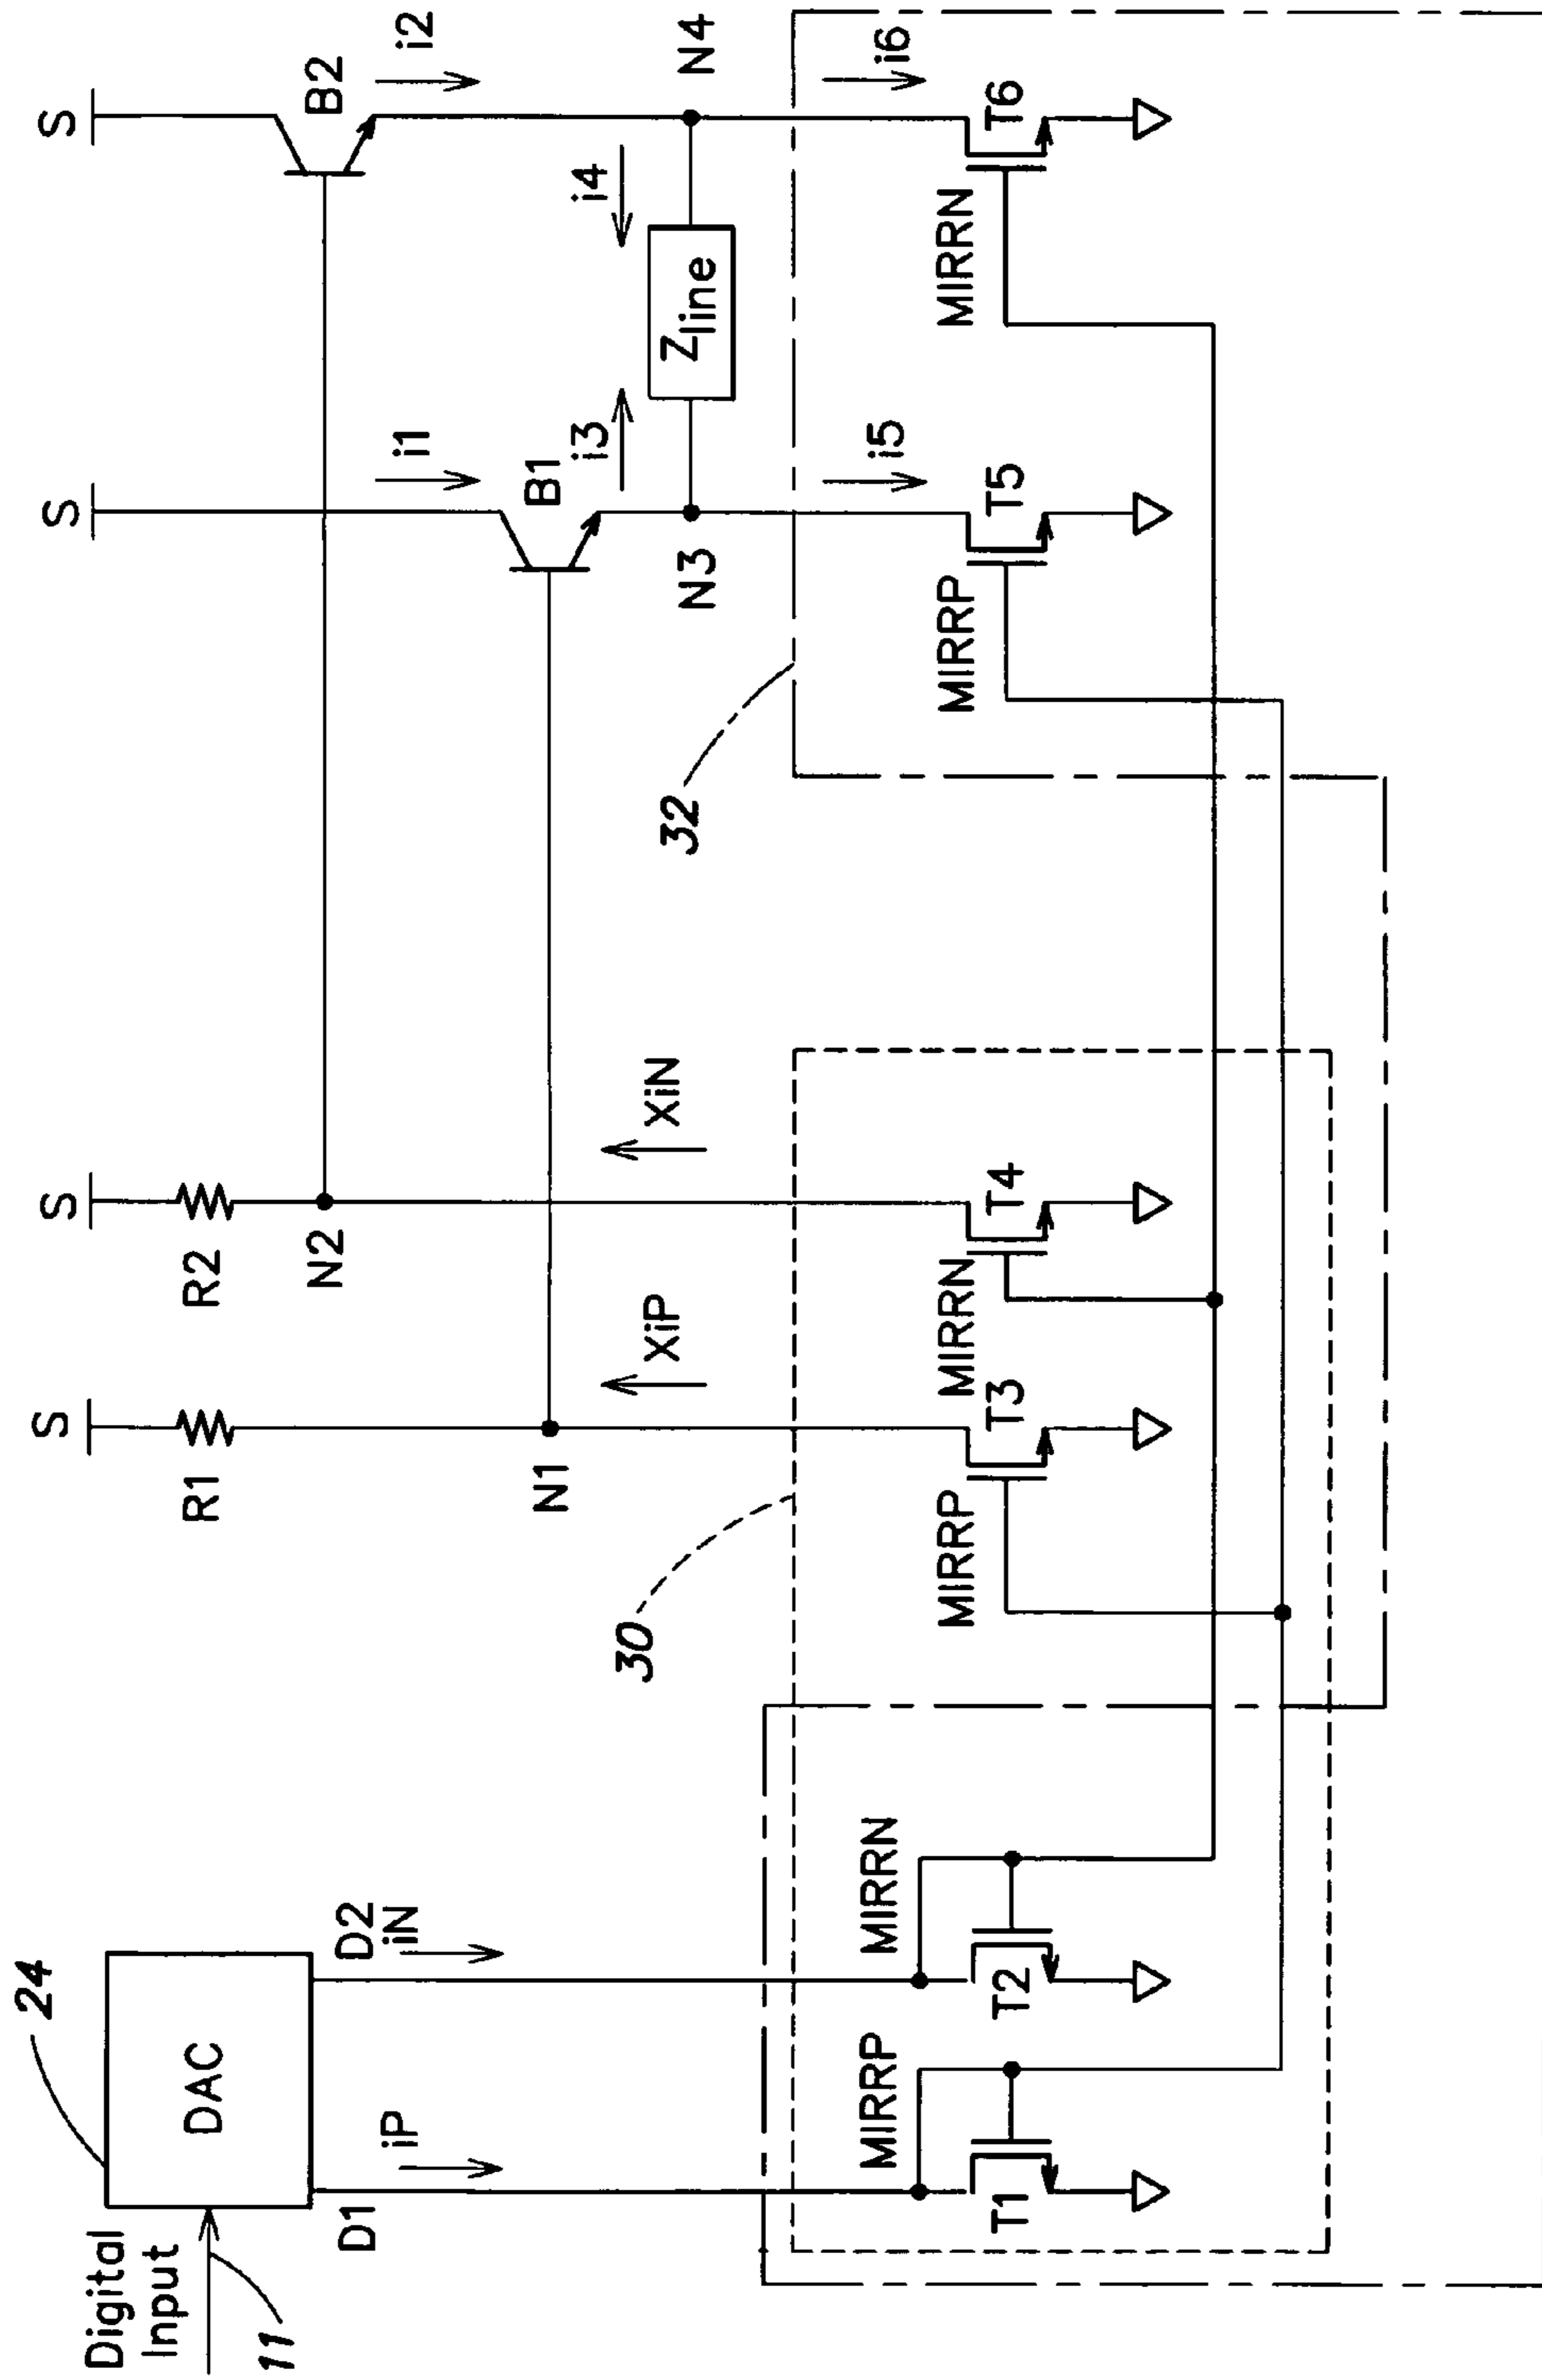 24
Digital
Input
11
DAC
D1
iP
D2
iN
S
R1
N1
XiP
S
R2
N2
XiN
S
i1
B1
i3
N3
S
B2
i2
N4
i4
Zline
30
32
MIRRP
T1
MIRRN
T2
MIRRP
T3
MIRRN
T4
i5
MIRRP
T5
i6
MIRRN
T6